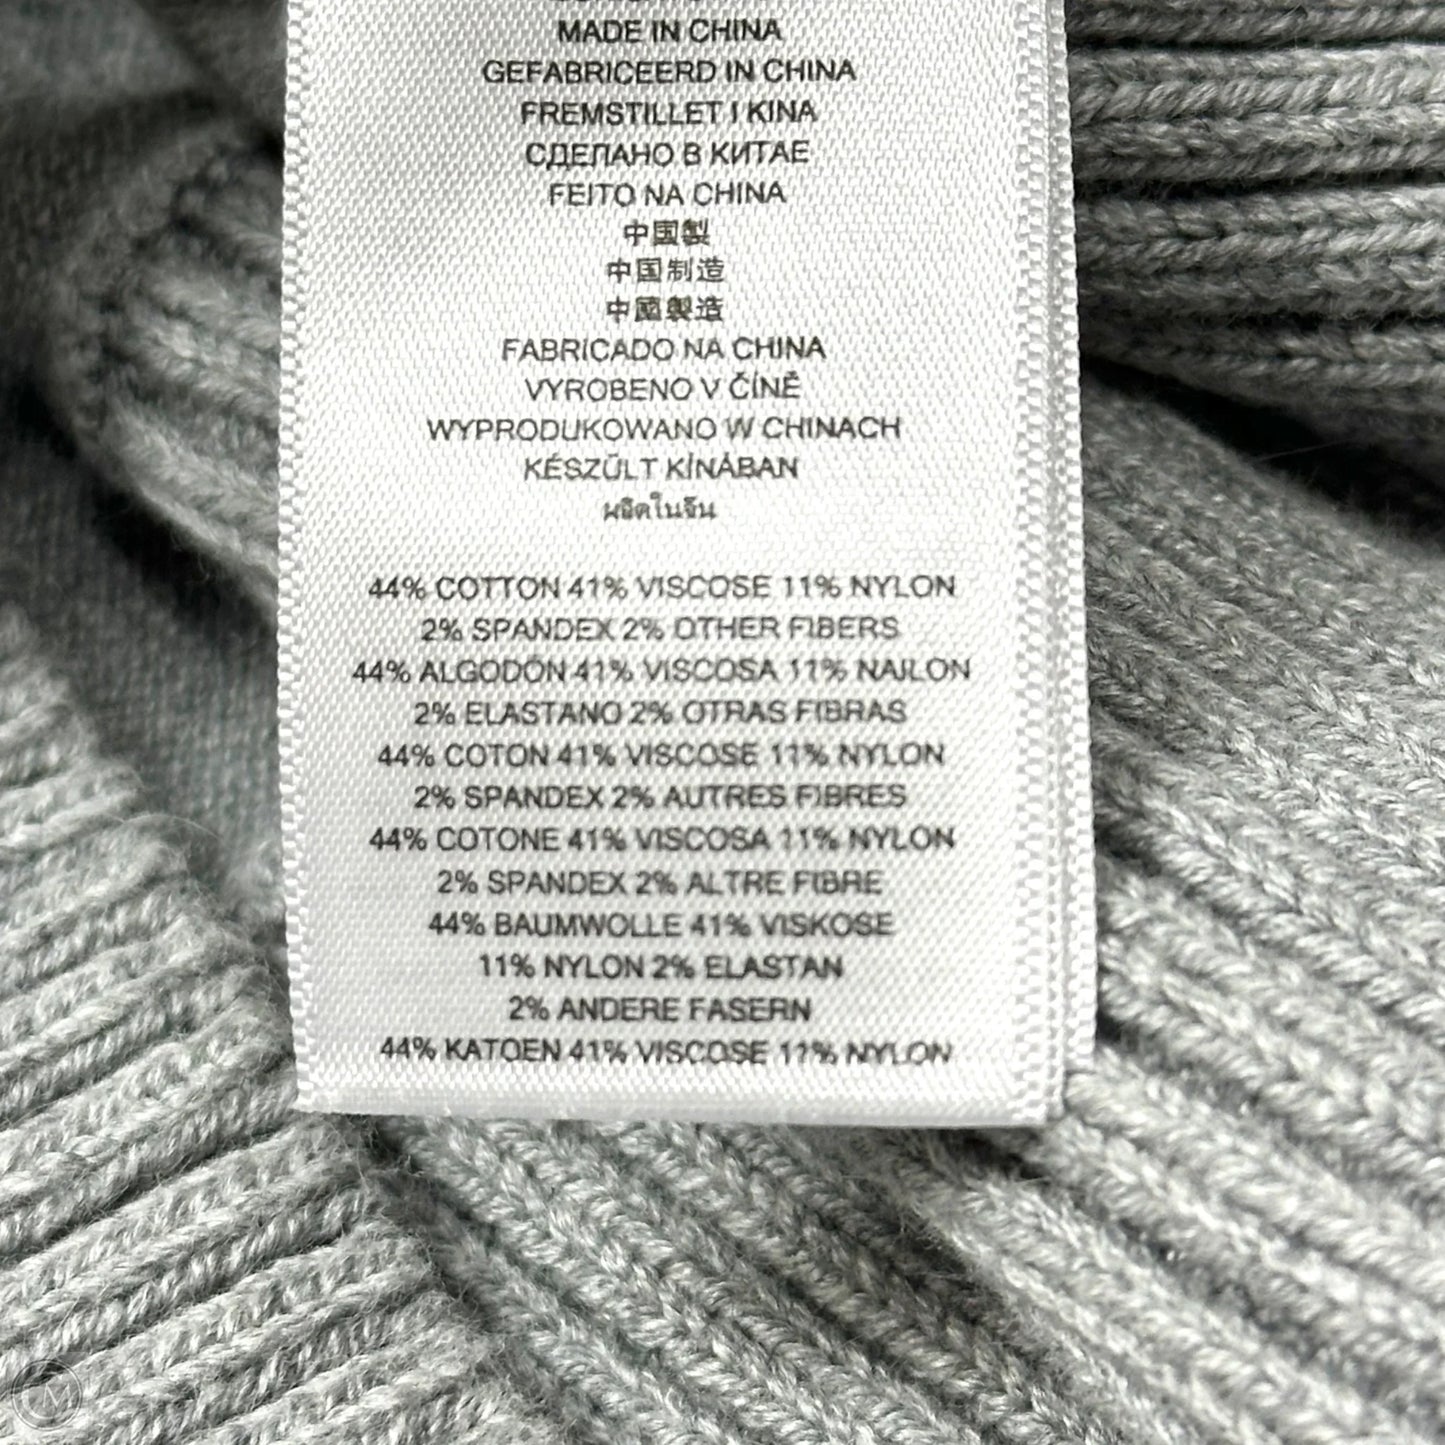 MADE IN CHINA
GEFABRICEERD IN CHINA
FREMSTILLET I KINA
СДЕЛАНО В КИТАЕ
FEITO NA CHINA
中国製
中国制造
中國製造
FABRICADO NA CHINA
VYROBENO V ČÍNĚ
WYPRODUKOWANO W CHINACH
KÉSZÜLT KÍNÁBAN
ผลิตในจีน
44% COTTON 41% VISCOSE 11% NYLON
2% SPANDEX 2% OTHER FIBERS
44% ALGODÓN 41% VISCOSA 11% NAILON
2% ELASTANO 2% OTRAS FIBRAS
44% COTON 41% VISCOSE 11% NYLON
2% SPANDEX 2% AUTRES FIBRES
44% COTONE 41% VISCOSA 11% NYLON
2% SPANDEX 2% ALTRE FIBRE
44% BAUMWOLLE 41% VISKOSE
11% NYLON 2% ELASTAN
2% ANDERE FASERN
44% KATOEN 41% VISCOSE 11% NYLON